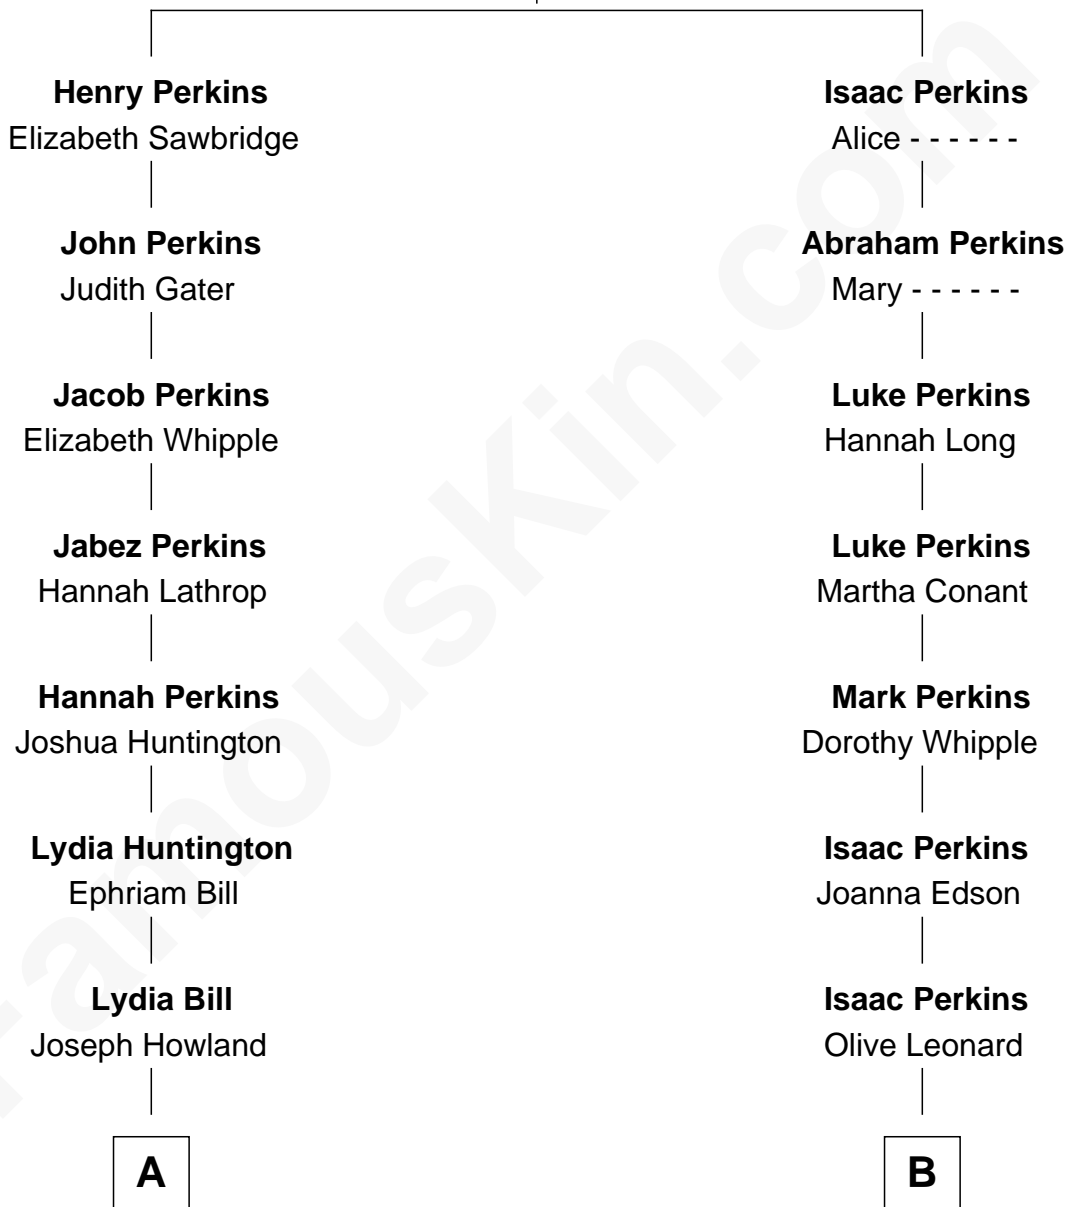 Henry Perkins
Elizabeth Sawbridge
John Perkins
Judith Gater
Jacob Perkins
Elizabeth Whipple
Jabez Perkins
Hannah Lathrop
Hannah Perkins
Joshua Huntington
Lydia Huntington
Ephriam Bill
Lydia Bill
Joseph Howland
A
Isaac Perkins
Alice - - - - - -
Abraham Perkins
Mary - - - - - -
Luke Perkins
Hannah Long
Luke Perkins
Martha Conant
Mark Perkins
Dorothy Whipple
Isaac Perkins
Joanna Edson
Isaac Perkins
Olive Leonard
B
FamousKin.com